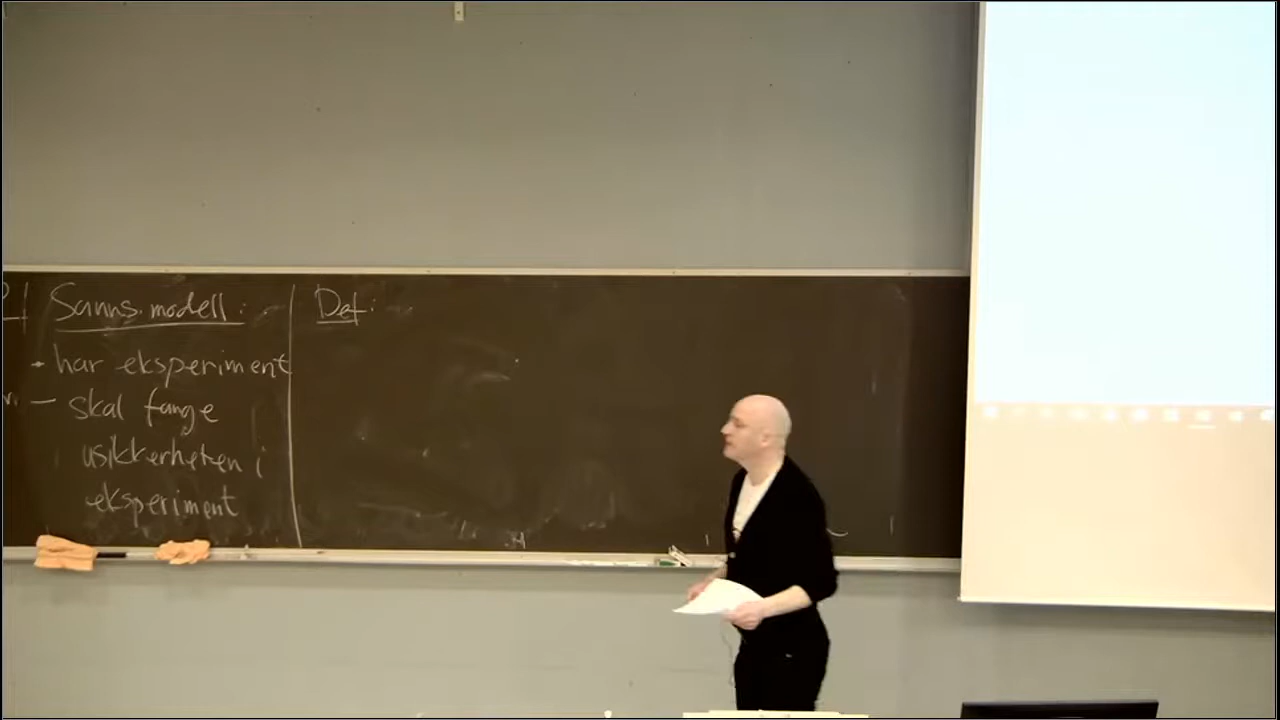 Sanns.modell:
• har eksperiment
— skal fange
usikkerheten i
eksperiment
Def: